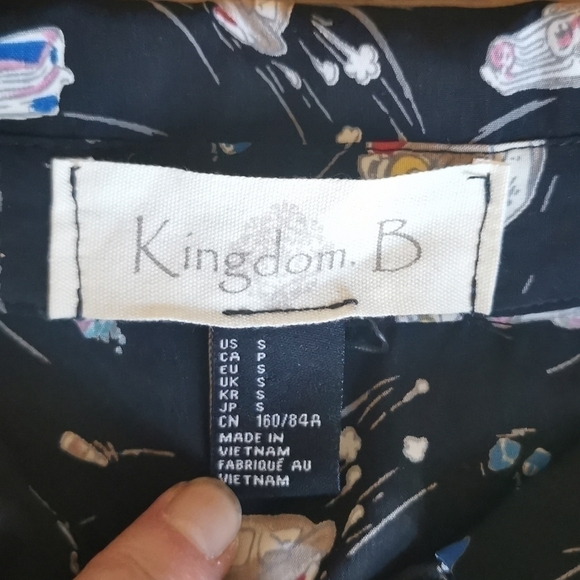 Kingdom. B
US S
CA P
EU S
UK S
KR S
JP S
CN 160/84A
MADE IN
VIETNAM
FABRIQUÉ AU
VIETNAM